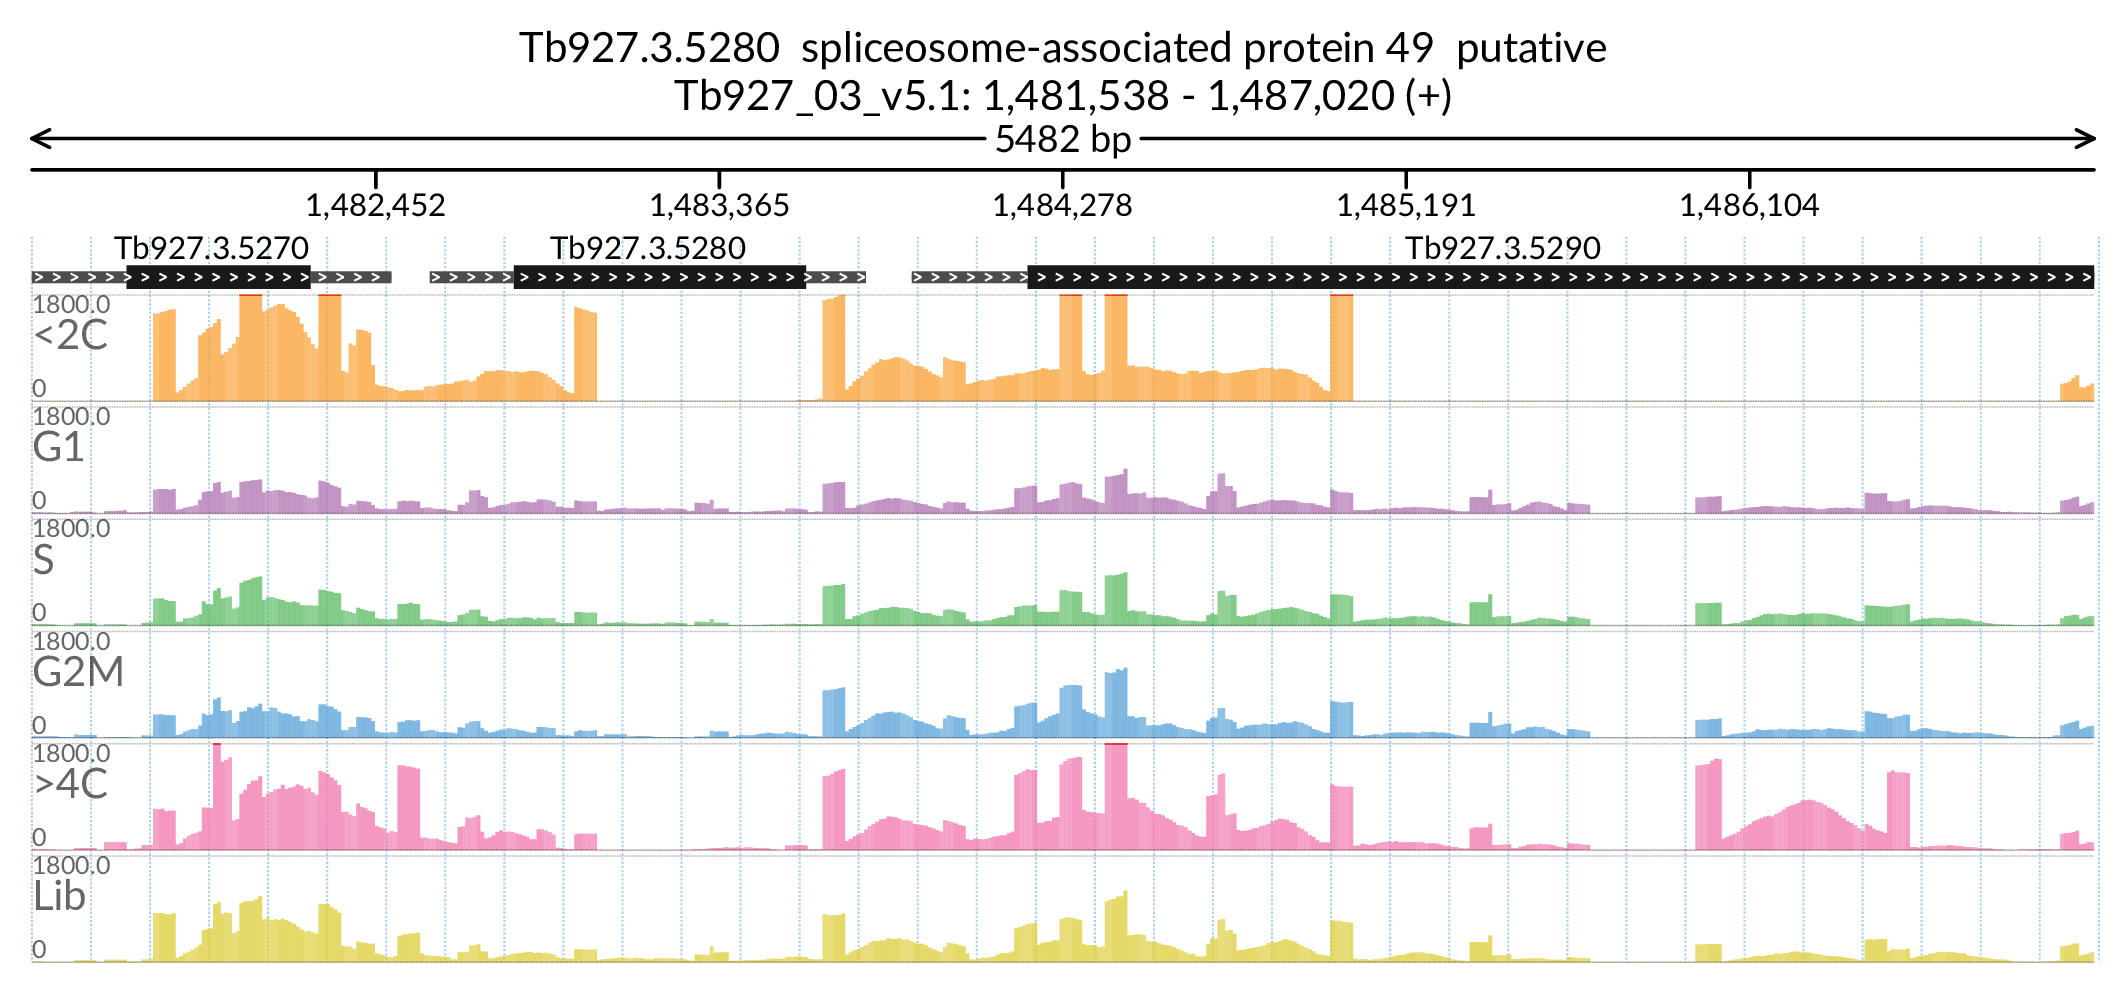 Tb927.3.5280  spliceosome-associated protein 49  putative
Tb927_03_v5.1: 1,481,538 - 1,487,020 (+)
5482 bp
1,482,452 1,483,365 1,484,278 1,485,191 1,486,104
Tb927.3.5270 Tb927.3.5280 Tb927.3.5290
1800.0
<2C
0
1800.0
G1
0
1800.0
S
0
1800.0
G2M
0
1800.0
>4C
0
1800.0
Lib
0